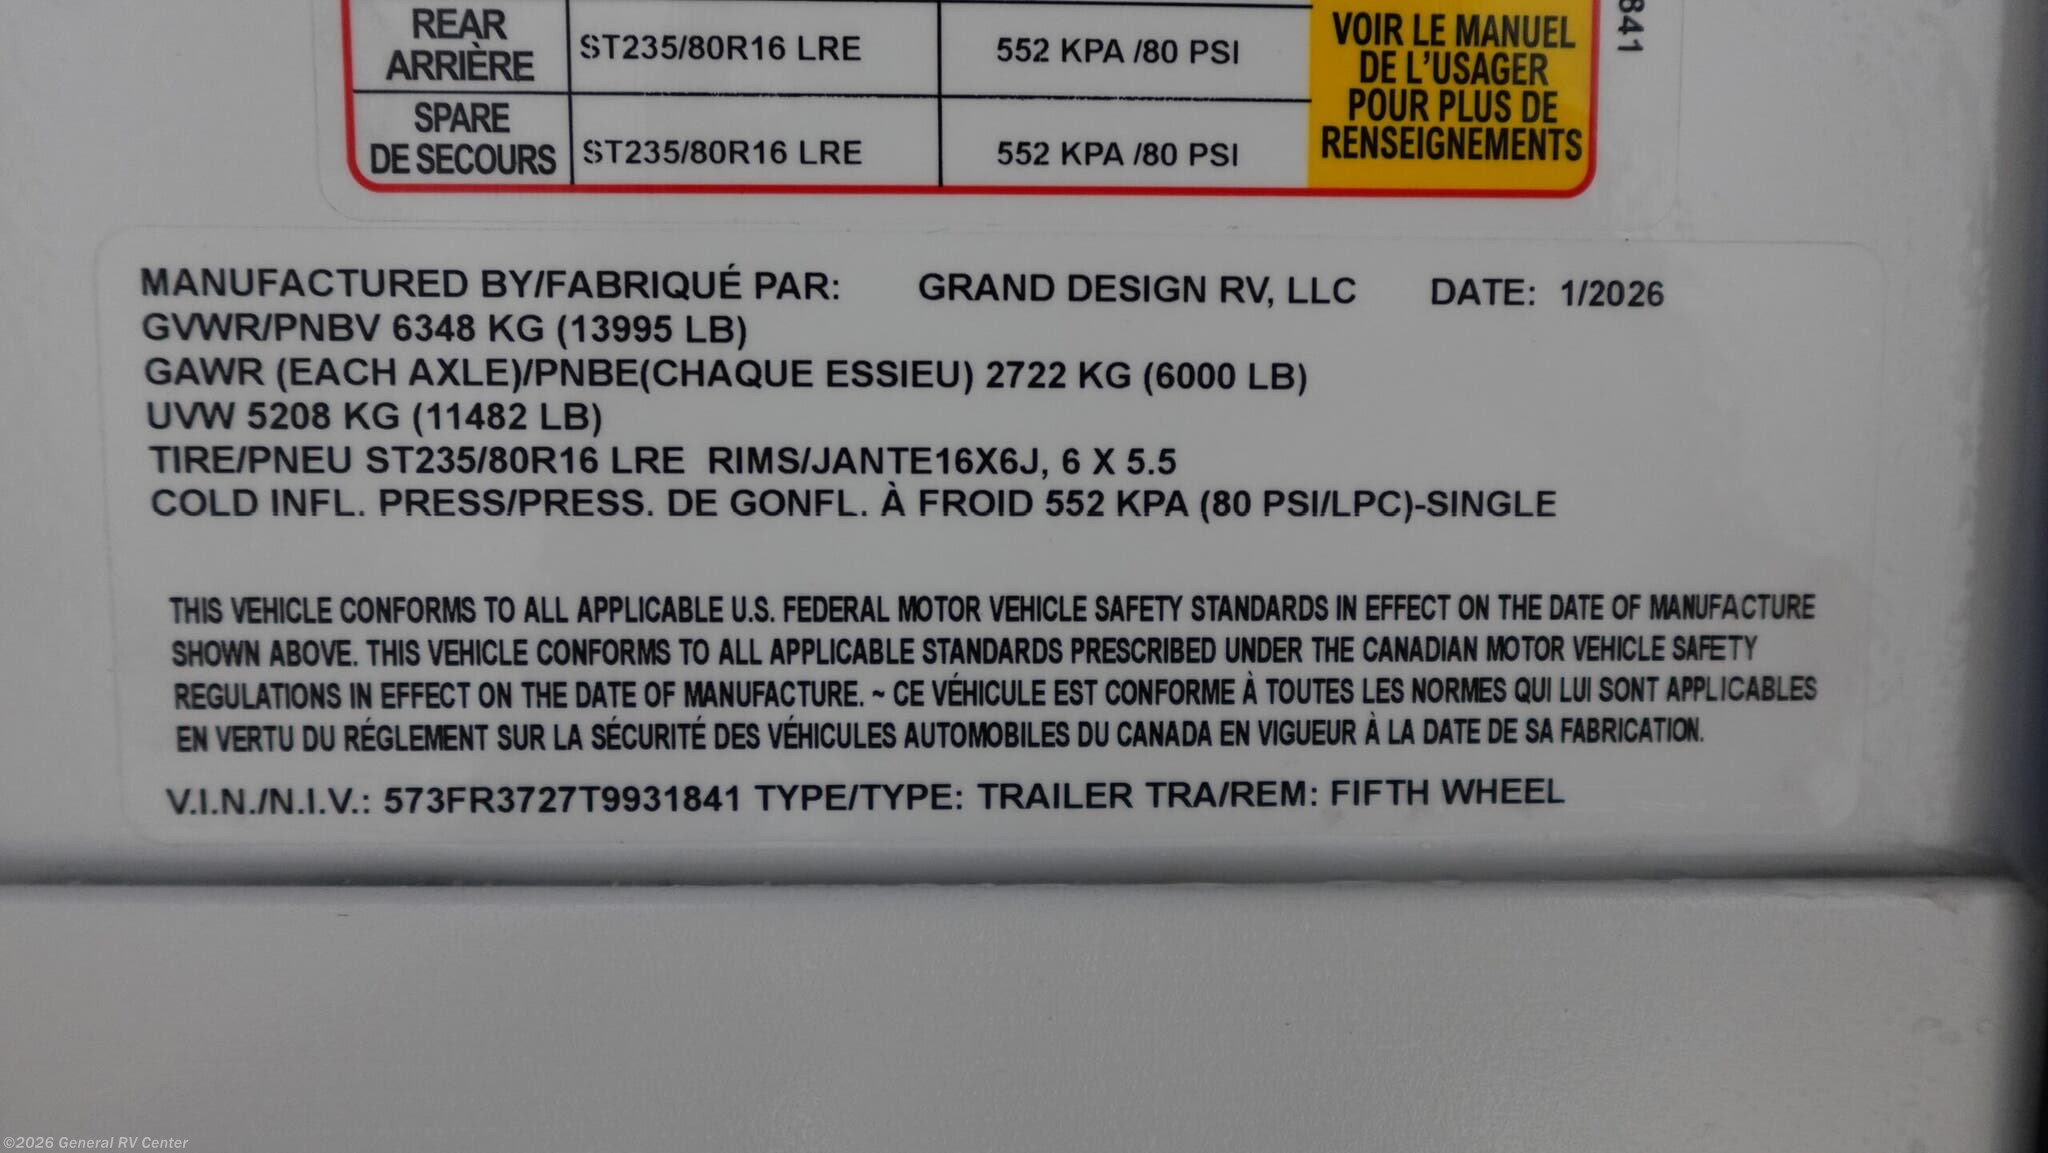 REAR
ARRIÈRE
ST235/80R16 LRE
552 KPA /80 PSI
SPARE
DE SECOURS
ST235/80R16 LRE
552 KPA /80 PSI
VOIR LE MANUEL
DE L'USAGER
POUR PLUS DE
RENSEIGNEMENTS
841
MANUFACTURED BY/FABRIQUÉ PAR: GRAND DESIGN RV, LLC DATE: 1/2026
GVWR/PNBV 6348 KG (13995 LB)
GAWR (EACH AXLE)/PNBE(CHAQUE ESSIEU) 2722 KG (6000 LB)
UVW 5208 KG (11482 LB)
TIRE/PNEU ST235/80R16 LRE RIMS/JANTE16X6J, 6 X 5.5
COLD INFL. PRESS/PRESS. DE GONFL. À FROID 552 KPA (80 PSI/LPC)-SINGLE
THIS VEHICLE CONFORMS TO ALL APPLICABLE U.S. FEDERAL MOTOR VEHICLE SAFETY STANDARDS IN EFFECT ON THE DATE OF MANUFACTURE
SHOWN ABOVE. THIS VEHICLE CONFORMS TO ALL APPLICABLE STANDARDS PRESCRIBED UNDER THE CANADIAN MOTOR VEHICLE SAFETY
REGULATIONS IN EFFECT ON THE DATE OF MANUFACTURE. ~ CE VÉHICULE EST CONFORME À TOUTES LES NORMES QUI LUI SONT APPLICABLES
EN VERTU DU RÉGLEMENT SUR LA SÉCURITÉ DES VÉHICULES AUTOMOBILES DU CANADA EN VIGUEUR À LA DATE DE SA FABRICATION.
V.I.N./N.I.V.: 573FR3727T9931841 TYPE/TYPE: TRAILER TRA/REM: FIFTH WHEEL
©2026 General RV Center